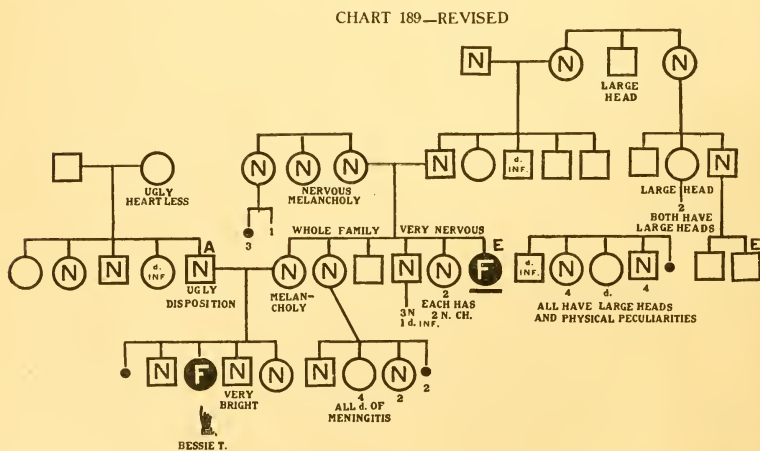 CHART 189—REVISED
N N N
LARGE HEAD
N N N N d. INF. N
UGLY HEARTLESS
NERVOUS MELANCHOLY
LARGE HEAD
2
BOTH HAVE LARGE HEADS
3 1
WHOLE FAMILY VERY NERVOUS
A E E
N N d. INF N N N N N F d. INF. N d. N
UGLY DISPOSITION
MELAN-
CHOLY
3N
1 d. INF.
2
EACH HAS
2 N. CH.
4 4
ALL HAVE LARGE HEADS
AND PHYSICAL PECULIARITIES
N F N N N N
VERY
BRIGHT
4 2 2
ALL d. OF
MENINGITIS
BESSIE T.